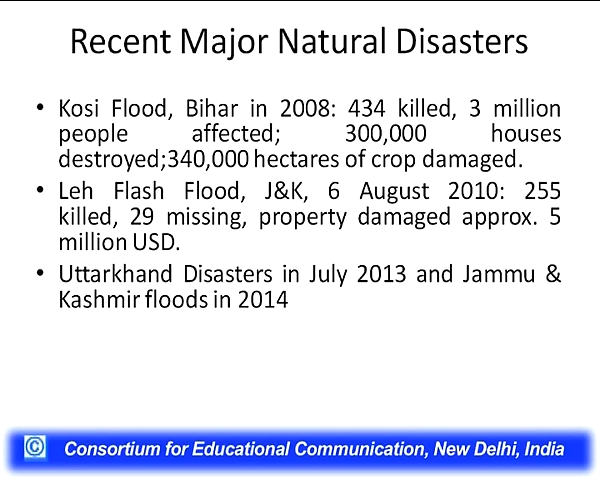 Recent Major Natural Disasters
• Kosi Flood, Bihar in 2008: 434 killed, 3 million
people affected; 300,000 houses
destroyed;340,000 hectares of crop damaged.
• Leh Flash Flood, J&K, 6 August 2010: 255
killed, 29 missing, property damaged approx. 5
million USD.
• Uttarkhand Disasters in July 2013 and Jammu &
Kashmir floods in 2014
© Consortium for Educational Communication, New Delhi, India